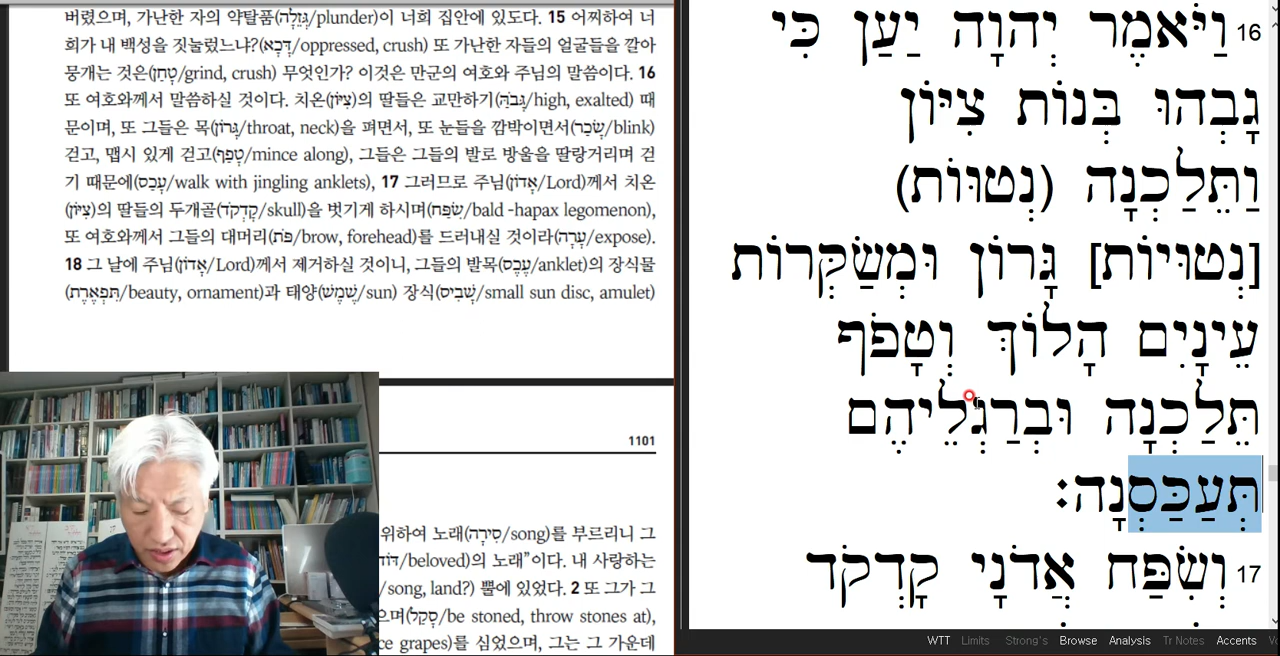 버렸으며, 가난한 자의 약탈품(גְּזֵלָה/plunder)이 너희 집안에 있도다. 15 어찌하여 너
희가 내 백성을 짓눌렀느냐?(דָּכָא/oppressed, crush) 또 가난한 자들의 얼굴들을 갈아
뭉개는 것은(טָחַן/grind, crush) 무엇인가? 이것은 만군의 여호와 주님의 말씀이다. 16
또 여호와께서 말씀하실 것이다. 치온(צִיּוֹן)의 딸들은 교만하기(גָּבַהּ/high, exalted) 때
문이며, 또 그들은 목(גָּרוֹן/throat, neck)을 펴면서, 또 눈들을 깜박이면서(שָׂכַר/blink)
걷고, 맵시 있게 걷고(טָפַף/mince along), 그들은 그들의 발로 방울을 딸랑거리며 걷
기 때문에(עָכַס/walk with jingling anklets), 17 그러므로 주님(אָדוֹן/Lord)께서 치온
(צִיּוֹן)의 딸들의 두개골(קָדְקֹד/skull)을 벗기게 하시며(שִׂפַּח/bald -hapax legomenon),
또 여호와께서 그들의 대머리(פֹּת/brow, forehead)를 드러내실 것이라(עָרָה/expose).
18 그 날에 주님(אָדוֹן/Lord)께서 제거하실 것이니, 그들의 발목(עֶכֶס/anklet)의 장식물
(תִּפְאֶרֶת/beauty, ornament)과 태양(שֶׁמֶשׁ/sun) 장식(שָׁבִיס/small sun disc, amulet)
1101
위하여 노래(שִׁירָה/song)를 부르리니 그
דּוֹד/beloved)의 노래"이다. 내 사랑하는
/song, land?) 뿔에 있었다. 2 또 그가 그
으며(סָקַל/be stoned, throw stones at),
ce grapes)를 심었으며, 그는 그 가운데
16 וַיֹּאמֶר יְהוָה יַעַן כִּי
גָבְהוּ בְּנוֹת צִיּוֹן
וַתֵּלַכְנָה (נְטוּוֹת)
[נְטוּיוֹת] גָּרוֹן וּמְשַׂקְּרוֹת
עֵינָיִם הָלוֹךְ וְטָפֹף
תֵּלַכְנָה וּבְרַגְלֵיהֶם
תְּעַכַּסְנָה׃
17 וְשִׂפַּח אֲדֹנָי קָדְקֹד
WTT Limits Strong's Browse Analysis Tr Notes Accents